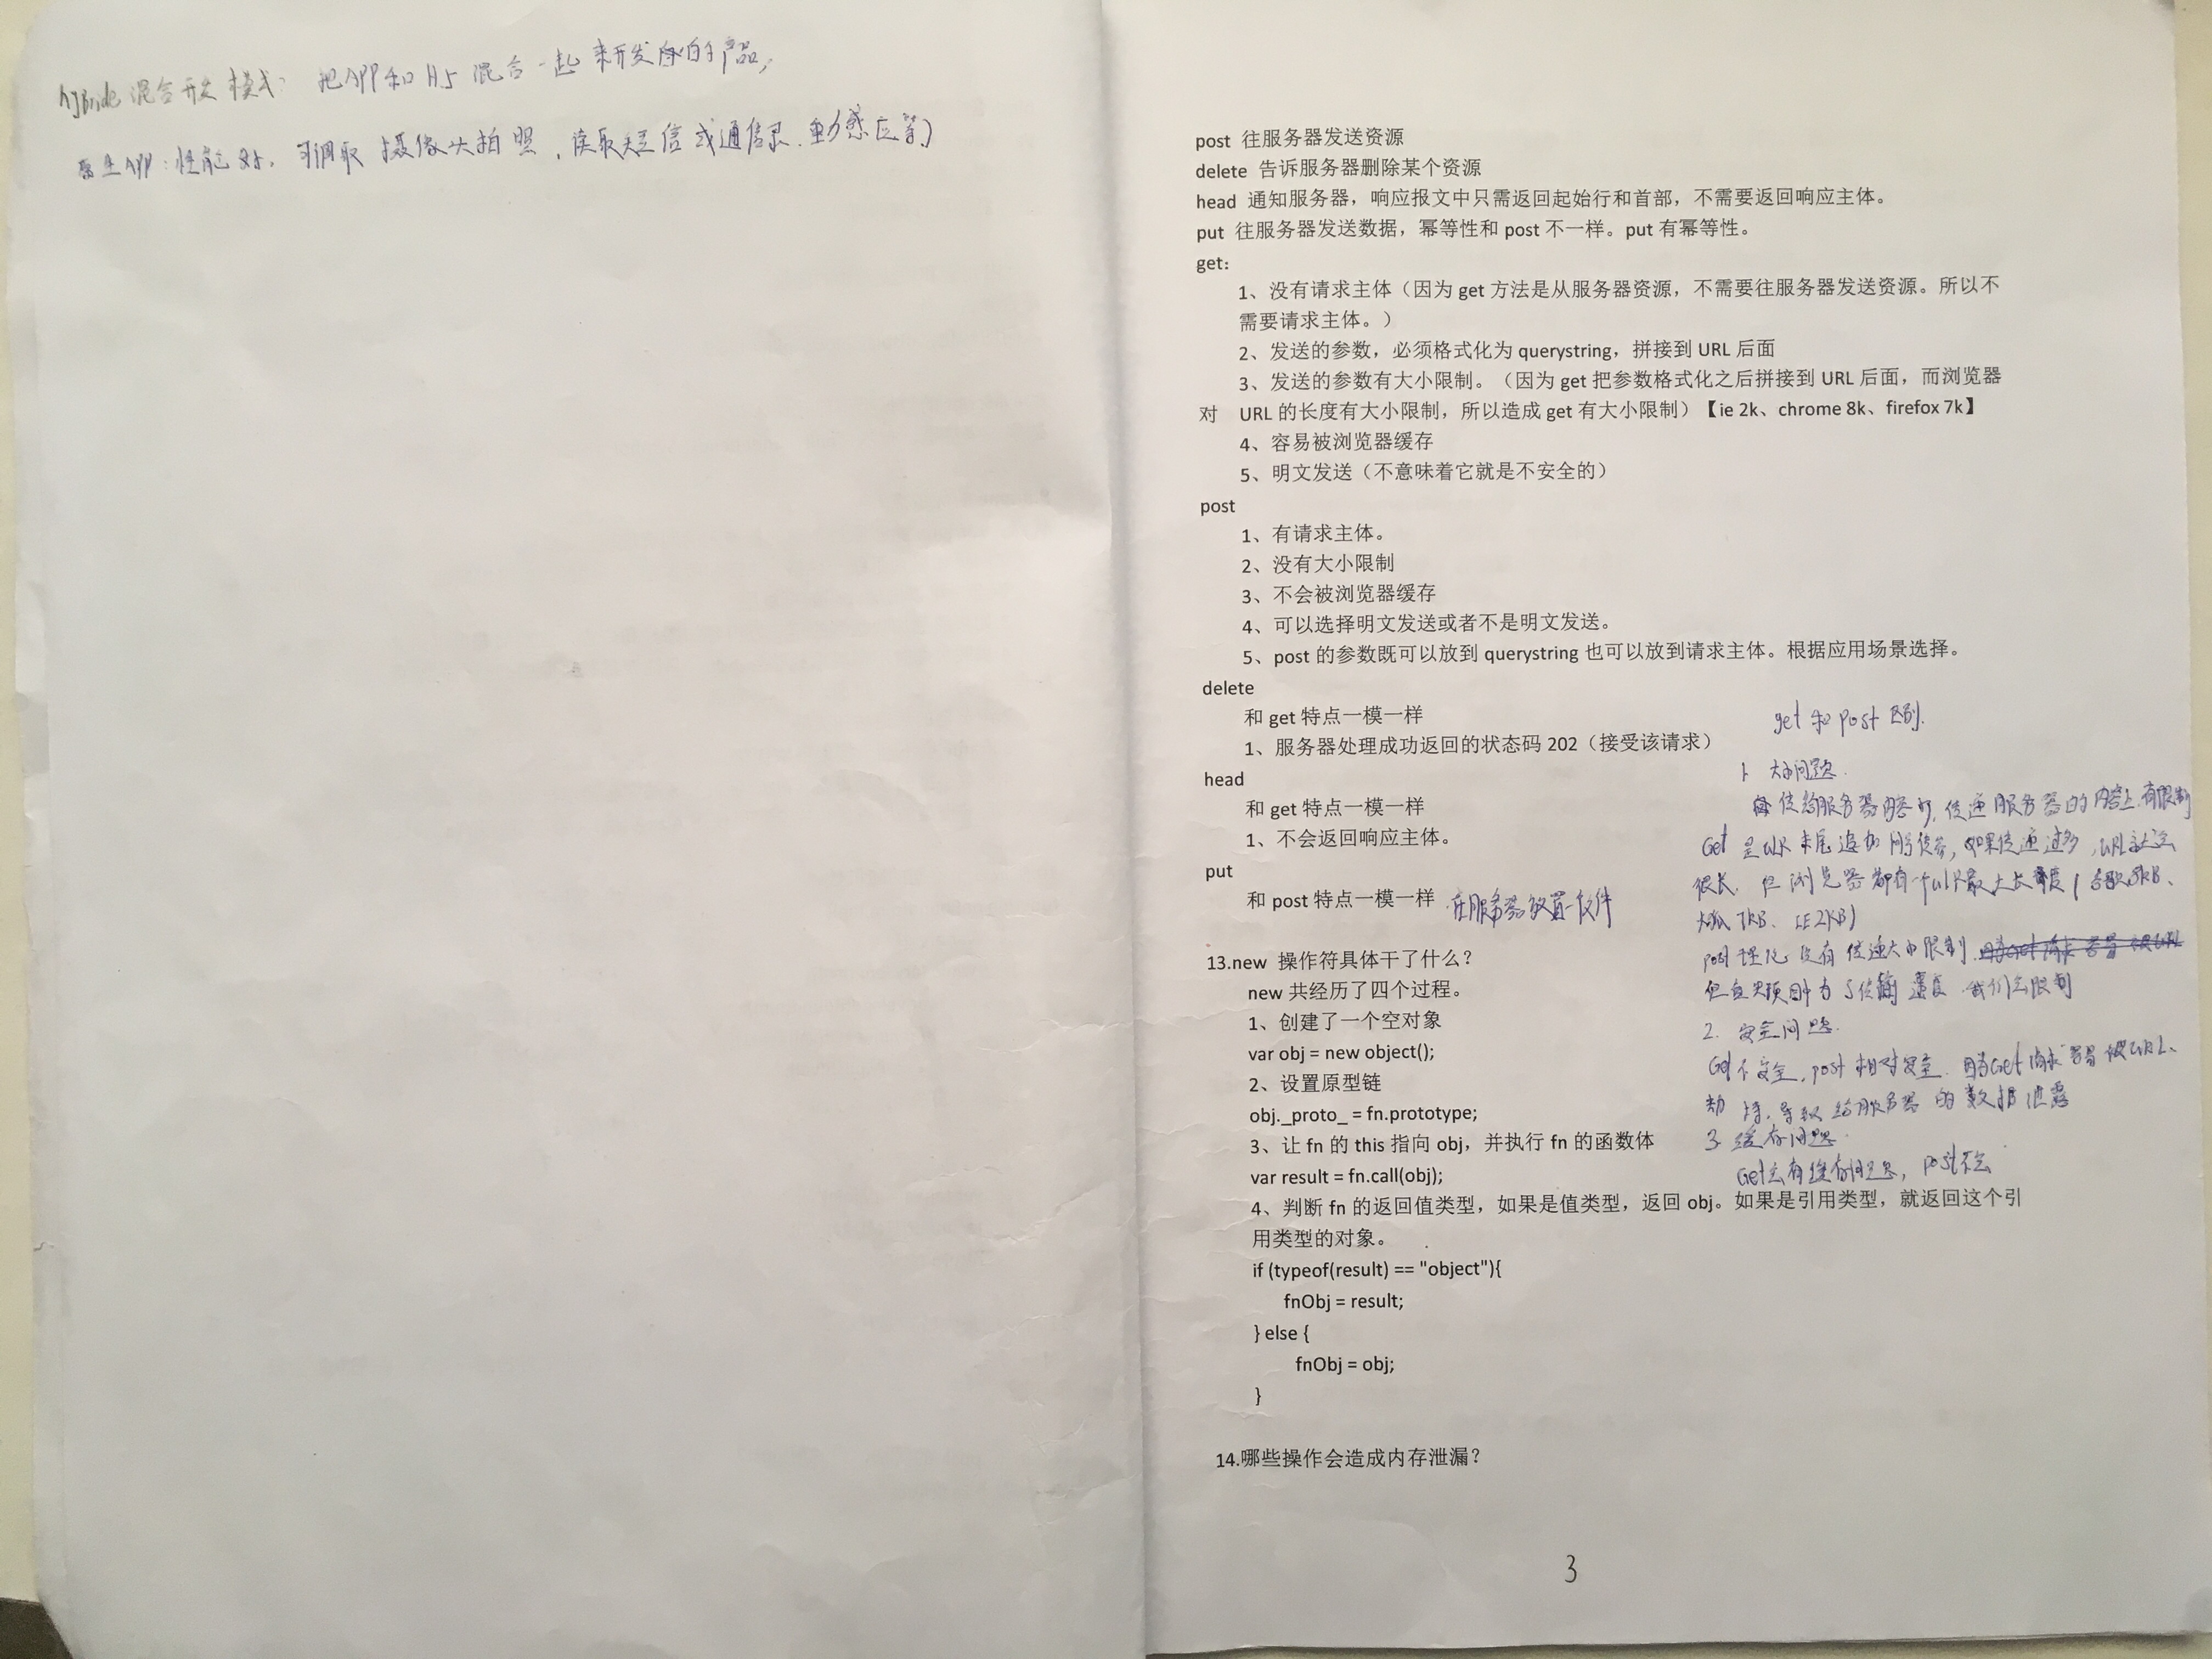 hybride混合开发模式: 把APP和H5混合一起来开发的产品,
原生APP:性能好,可调取摄像头拍照,读取短信或通信录.重力感应等)
post 往服务器发送资源
delete 告诉服务器删除某个资源
head 通知服务器，响应报文中只需返回起始行和首部，不需要返回响应主体。
put 往服务器发送数据，幂等性和 post 不一样。put 有幂等性。
get：
1、没有请求主体（因为 get 方法是从服务器资源，不需要往服务器发送资源。所以不
需要请求主体。）
2、发送的参数，必须格式化为 querystring，拼接到 URL 后面
3、发送的参数有大小限制。（因为 get 把参数格式化之后拼接到 URL 后面，而浏览器
对 URL 的长度有大小限制，所以造成 get 有大小限制）【ie 2k、chrome 8k、firefox 7k】
4、容易被浏览器缓存
5、明文发送（不意味着它就是不安全的）
post
1、有请求主体。
2、没有大小限制
3、不会被浏览器缓存
4、可以选择明文发送或者不是明文发送。
5、post 的参数既可以放到 querystring 也可以放到请求主体。根据应用场景选择。
delete
和 get 特点一模一样
1、服务器处理成功返回的状态码 202（接受该请求）
head
和 get 特点一模一样
1、不会返回响应主体。
put
和 post 特点一模一样 .在服务器放置一文件
get 和 post 区别.
1 大小问题.
传给服务器内容时,传递服务器的内容上有限制
Get 是URL末尾追加 传参,如果传递过多,URL就会
很长. 但浏览器都有一个url最大长度(谷歌8KB、
火狐7KB、IE2KB)
post理论没有传递大小限制
但在实项目中为了传输速度.我们会限制
2. 安全问题.
Get不安全,post相对安全. 因为Get请求容易被URL
劫持.导致给服务器的数据泄露
3 缓存问题.
Get会有缓存问题, post不会
13.new 操作符具体干了什么？
new 共经历了四个过程。
1、创建了一个空对象
var obj = new object();
2、设置原型链
obj._proto_ = fn.prototype;
3、让 fn 的 this 指向 obj，并执行 fn 的函数体
var result = fn.call(obj);
4、判断 fn 的返回值类型，如果是值类型，返回 obj。如果是引用类型，就返回这个引
用类型的对象。
if (typeof(result) == "object"){
fnObj = result;
} else {
fnObj = obj;
}
14.哪些操作会造成内存泄漏？
3